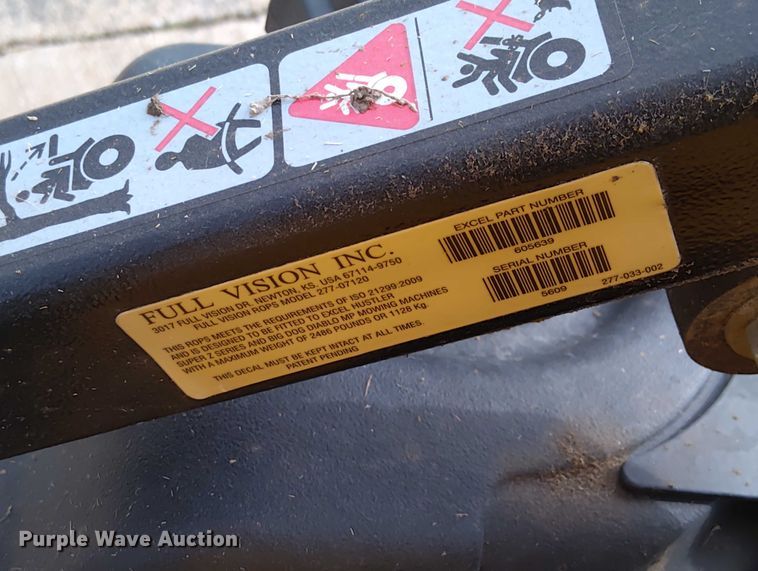 FULL VISION INC.
3017 FULL VISION DR. NEWTON, KS. USA 67114-9750
FULL VISION ROPS MODEL 277-07120
THIS ROPS MEETS THE REQUIREMENTS OF ISO 21299:2009
AND IS DESIGNED TO BE FITTED TO EXCEL HUSTLER
SUPER Z SERIES AND BIG DOG DIABLO MP MOWING MACHINES
WITH A MAXIMUM WEIGHT OF 2486 POUNDS OR 1128 Kg.
THIS DECAL MUST BE KEPT INTACT AT ALL TIMES.
PATENT PENDING
EXCEL PART NUMBER
605639
SERIAL NUMBER
5609
277-033-002
Purple Wave Auction